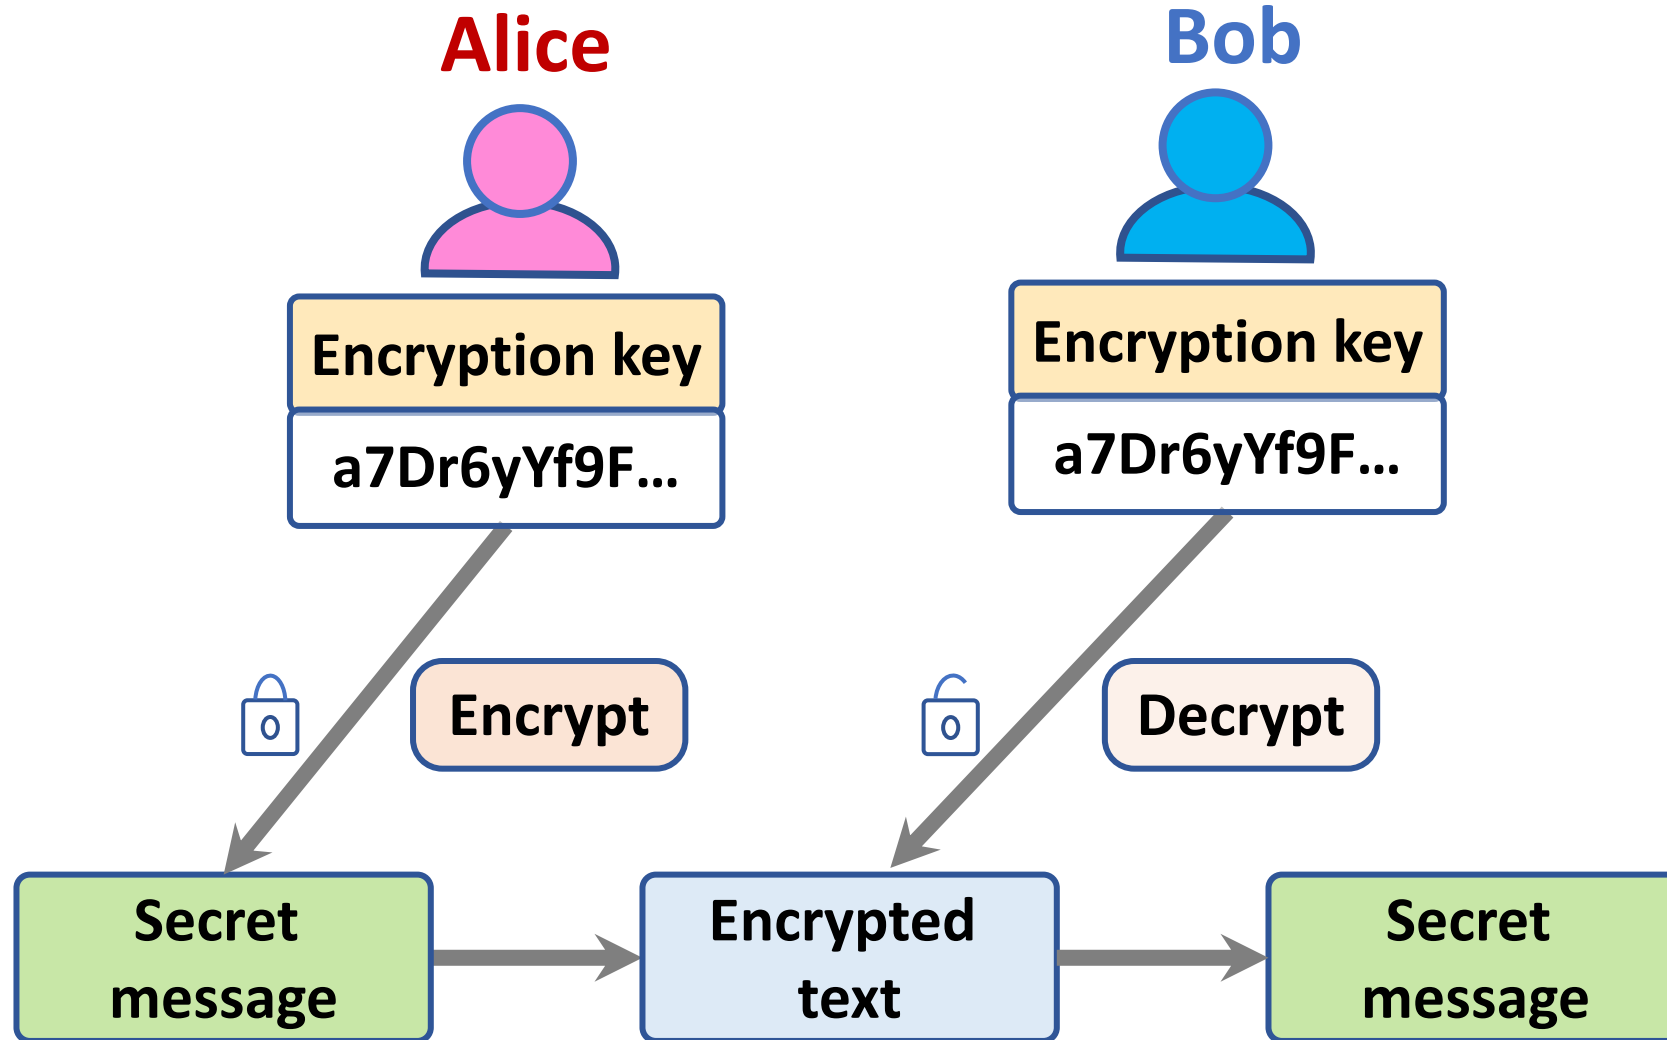 Alice
Bob
Encryption key
a7Dr6yYf9F...
Encryption key
a7Dr6yYf9F...
Encrypt
Decrypt
Secret
message
Encrypted
text
Secret
message